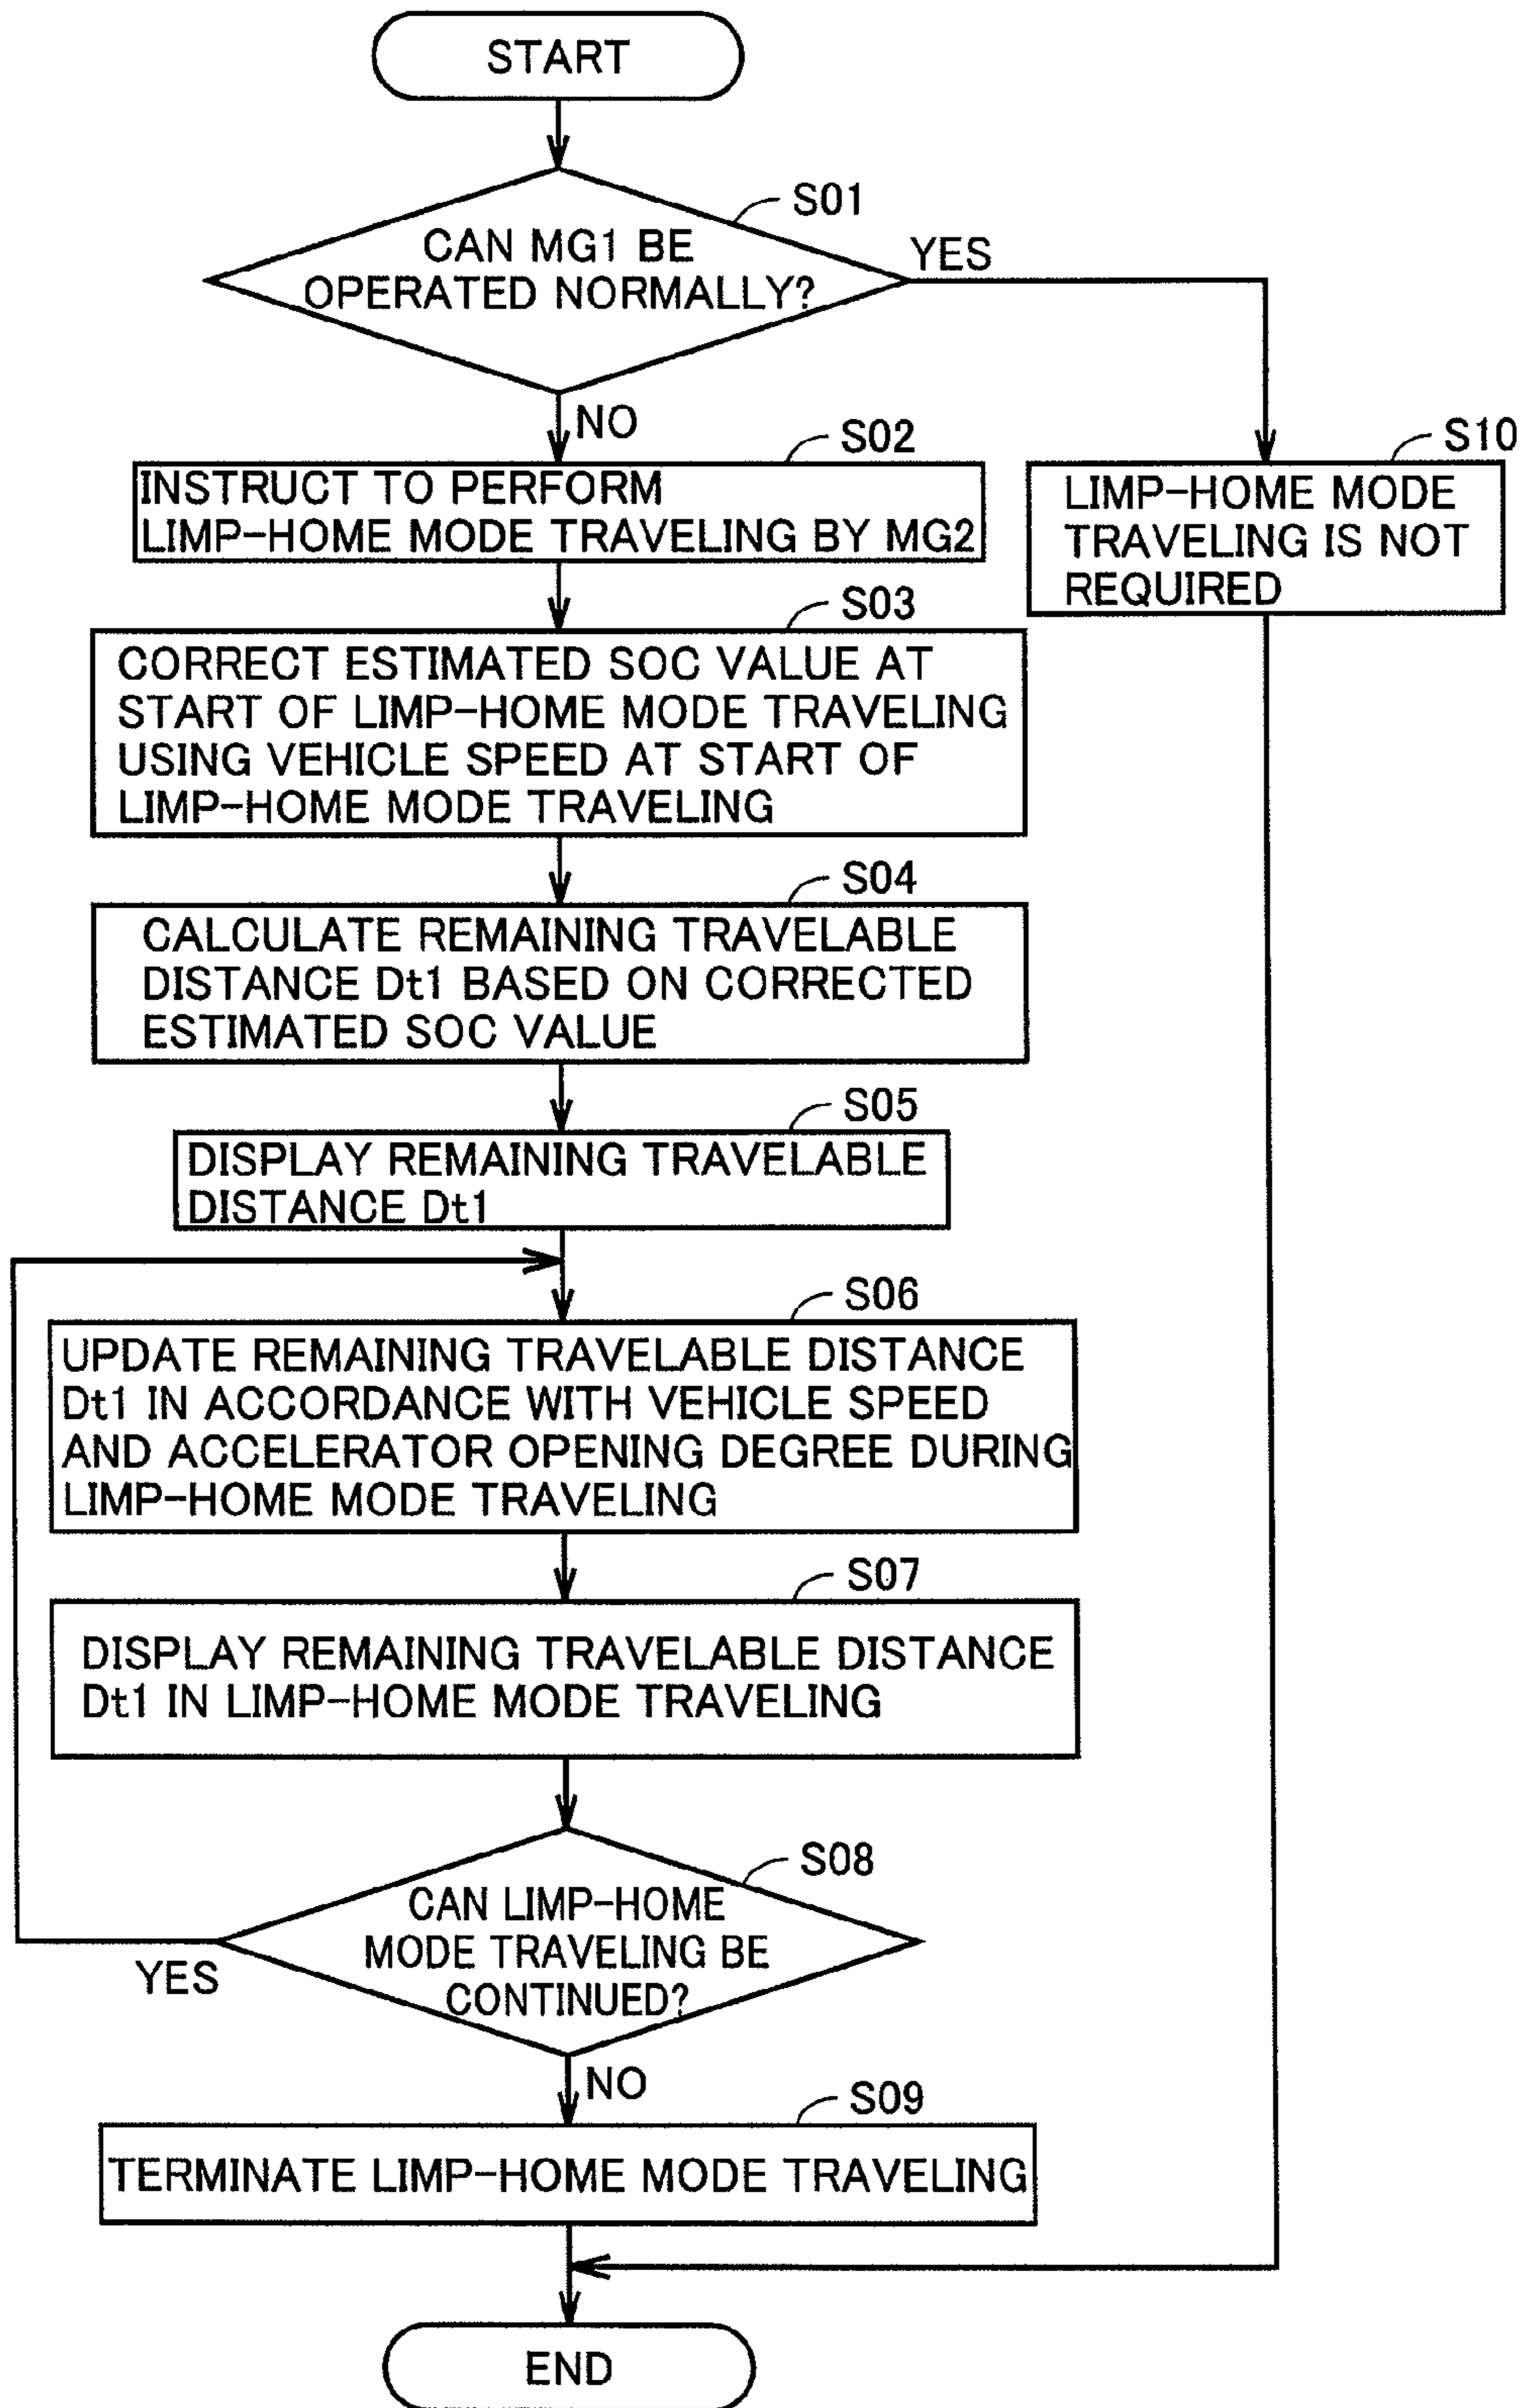 START
S01
CAN MG1 BE
OPERATED NORMALLY?
YES
NO
S02
INSTRUCT TO PERFORM
LIMP-HOME MODE TRAVELING BY MG2
S10
LIMP-HOME MODE
TRAVELING IS NOT
REQUIRED
S03
CORRECT ESTIMATED SOC VALUE AT
START OF LIMP-HOME MODE TRAVELING
USING VEHICLE SPEED AT START OF
LIMP-HOME MODE TRAVELING
S04
CALCULATE REMAINING TRAVELABLE
DISTANCE Dt1 BASED ON CORRECTED
ESTIMATED SOC VALUE
S05
DISPLAY REMAINING TRAVELABLE
DISTANCE Dt1
S06
UPDATE REMAINING TRAVELABLE DISTANCE
Dt1 IN ACCORDANCE WITH VEHICLE SPEED
AND ACCELERATOR OPENING DEGREE DURING
LIMP-HOME MODE TRAVELING
S07
DISPLAY REMAINING TRAVELABLE DISTANCE
Dt1 IN LIMP-HOME MODE TRAVELING
S08
CAN LIMP-HOME
MODE TRAVELING BE
CONTINUED?
YES
NO
S09
TERMINATE LIMP-HOME MODE TRAVELING
END